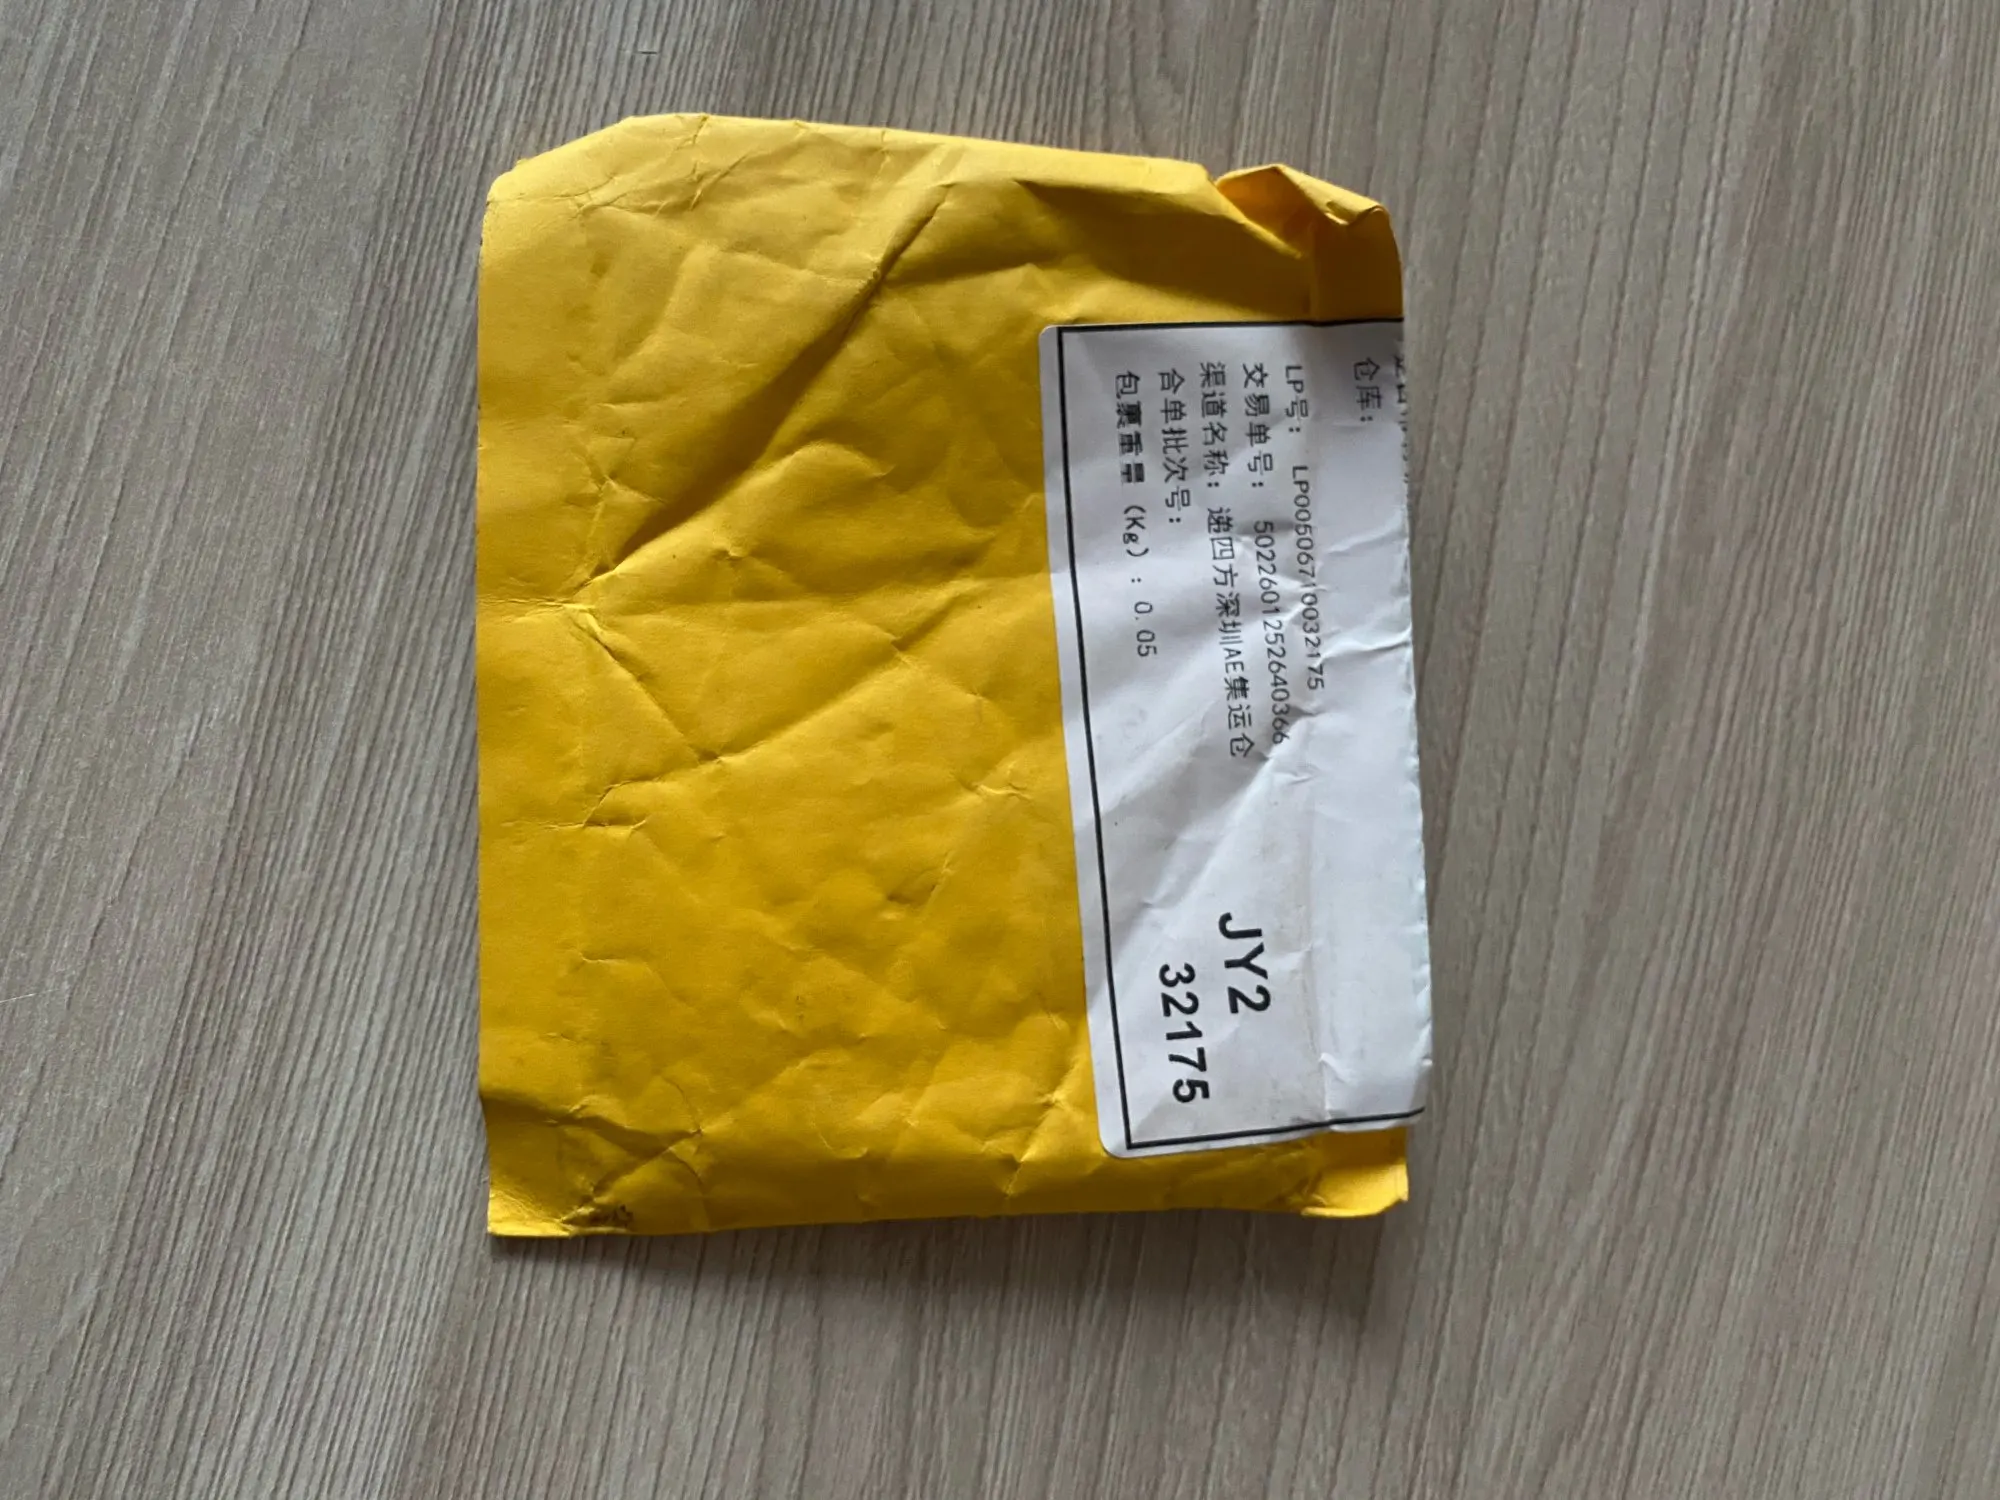 仓库：
LP号： LP00506710032175
交易单号： 5022601252640366
渠道名称：递四方深圳AE集运仓
合单批次号：
包裹重量（Kg）：0.05
JY2
32175